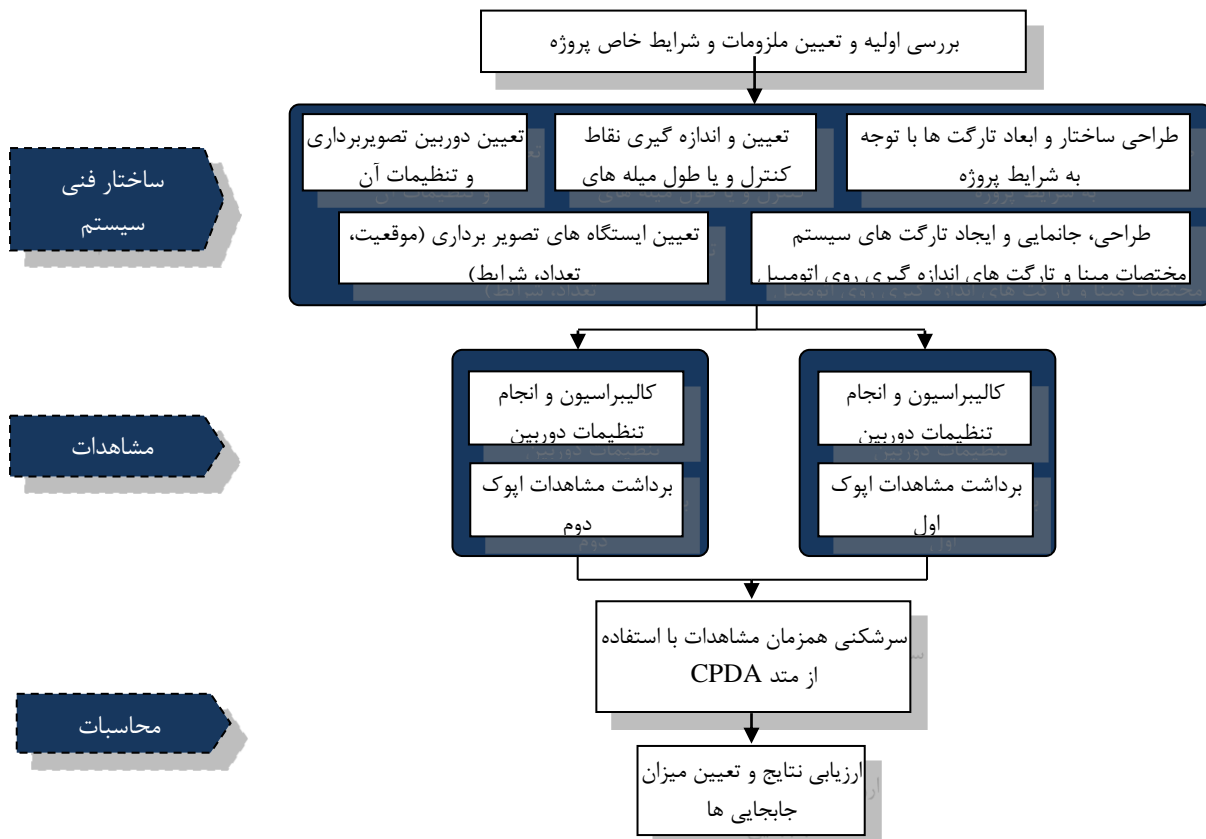 بررسی اولیه و تعیین ملزومات و شرایط خاص پروژه
ساختار فنی
سیستم
طراحی ساختار و ابعاد تارگت ها با توجه
به شرایط پروژه
تعیین و اندازه گیری نقاط
کنترل و یا طول میله های
تعیین دوربین تصویربرداری
و تنظیمات آن
طراحی، جانمایی و ایجاد تارگت های سیستم
مختصات مبنا و تارگت های اندازه گیری روی اتومبیل
تعیین ایستگاه های تصویر برداری (موقعیت،
تعداد، شرایط)
مشاهدات
کالیبراسیون و انجام
تنظیمات دوربین
برداشت مشاهدات اپوک
اول
کالیبراسیون و انجام
تنظیمات دوربین
برداشت مشاهدات اپوک
دوم
محاسبات
سرشکنی همزمان مشاهدات با استفاده
از متد CPDA
ارزیابی نتایج و تعیین میزان
جابجایی ها